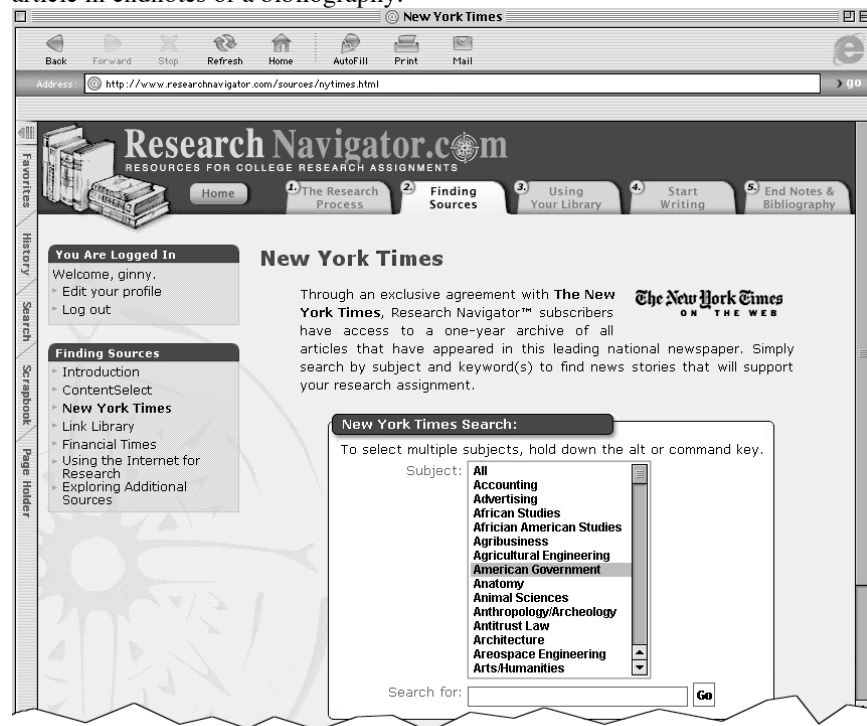 article in endnotes or a bibliography.
@ New York Times
Back Forward Stop Refresh Home AutoFill Print Mail
Address: @ http://www.researchnavigator.com/sources/nytimes.html › go
Favorites
History
Search
Scrapbook
Page Holder
Research Navigator.com
RESOURCES FOR COLLEGE RESEARCH ASSIGNMENTS
Home
1. The Research Process
2. Finding Sources
3. Using Your Library
4. Start Writing
5. End Notes & Bibliography
You Are Logged In
Welcome, ginny.
Edit your profile
Log out
Finding Sources
Introduction
ContentSelect
New York Times
Link Library
Financial Times
Using the Internet for
Research
Exploring Additional
Sources
New York Times
Through an exclusive agreement with The New
York Times, Research Navigator™ subscribers
have access to a one-year archive of all
articles that have appeared in this leading national newspaper. Simply
search by subject and keyword(s) to find news stories that will support
your research assignment.
The New York Times
ON THE WEB
New York Times Search:
To select multiple subjects, hold down the alt or command key.
Subject:
All
Accounting
Advertising
African Studies
Africian American Studies
Agribusiness
Agricultural Engineering
American Government
Anatomy
Animal Sciences
Anthropology/Archeology
Antitrust Law
Architecture
Areospace Engineering
Arts/Humanities
Search for: Go